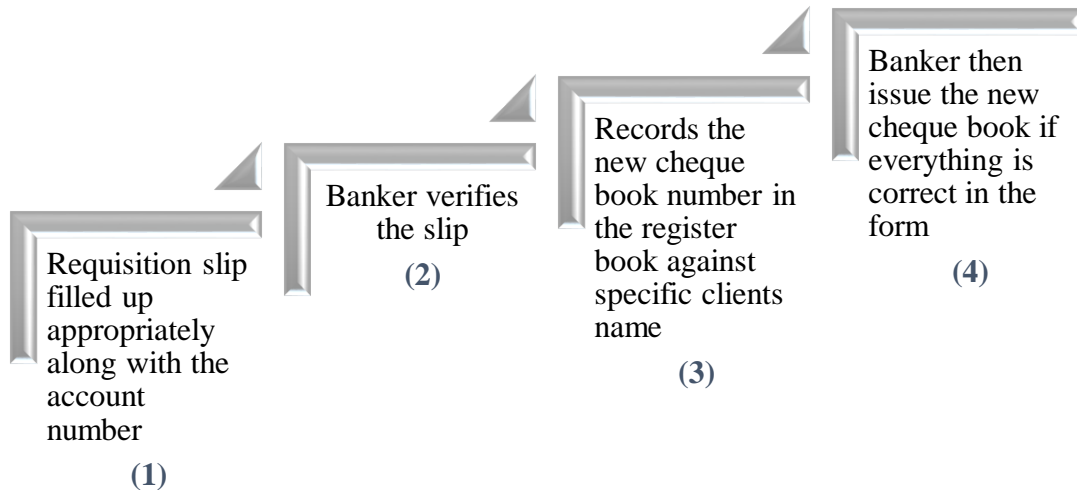 Requisition slip
filled up
appropriately
along with the
account
number
(1)
Banker verifies
the slip
(2)
Records the
new cheque
book number in
the register
book against
specific clients
name
(3)
Banker then
issue the new
cheque book if
everything is
correct in the
form
(4)